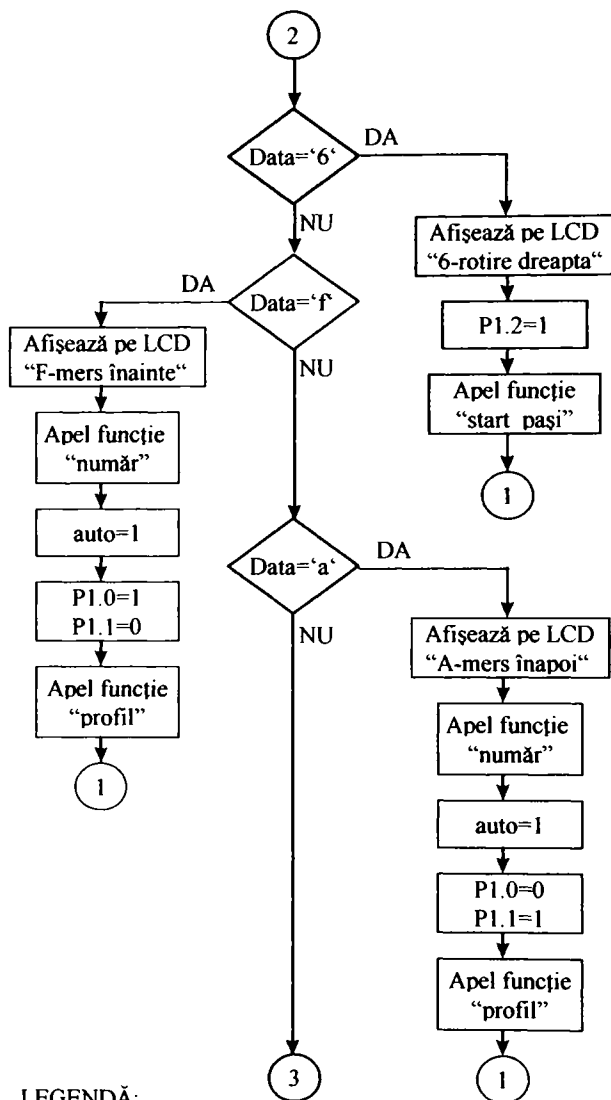 2
Data=‘6‘
DA
NU
Afişează pe LCD
“6-rotire dreapta“
P1.2=1
Apel funcţie
“start paşi”
1
Data=‘f‘
DA
NU
Afişează pe LCD
“F-mers înainte“
Apel funcţie
“număr”
auto=1
P1.0=1
P1.1=0
Apel funcţie
“profil”
1
Data=‘a‘
DA
NU
Afişează pe LCD
“A-mers înapoi“
Apel funcţie
“număr”
auto=1
P1.0=0
P1.1=1
Apel funcţie
“profil”
1
3
LEGENDĂ: